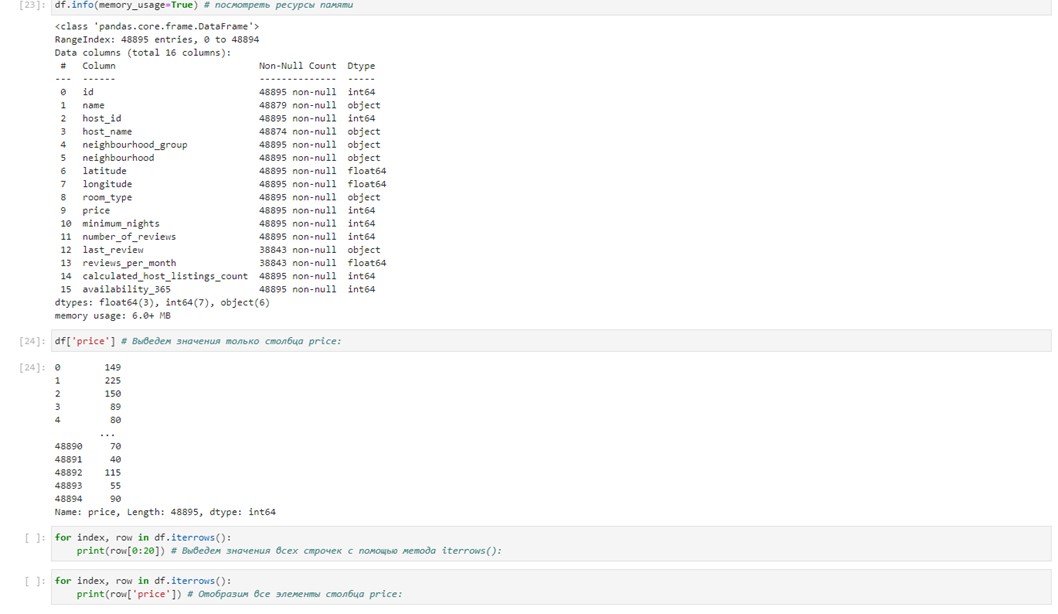 [23]: df.info(memory_usage=True) # посмотреть ресурсы памяти
<class 'pandas.core.frame.DataFrame'>
RangeIndex: 48895 entries, 0 to 48894
Data columns (total 16 columns):
 #   Column                          Non-Null Count  Dtype
---  ------                          --------------  -----
 0   id                              48895 non-null  int64
 1   name                            48879 non-null  object
 2   host_id                         48895 non-null  int64
 3   host_name                       48874 non-null  object
 4   neighbourhood_group             48895 non-null  object
 5   neighbourhood                   48895 non-null  object
 6   latitude                        48895 non-null  float64
 7   longitude                       48895 non-null  float64
 8   room_type                       48895 non-null  object
 9   price                           48895 non-null  int64
 10  minimum_nights                  48895 non-null  int64
 11  number_of_reviews               48895 non-null  int64
 12  last_review                     38843 non-null  object
 13  reviews_per_month               38843 non-null  float64
 14  calculated_host_listings_count  48895 non-null  int64
 15  availability_365                48895 non-null  int64
dtypes: float64(3), int64(7), object(6)
memory usage: 6.0+ MB
[24]: df['price'] # Выведем значения только столбца price:
[24]: 0        149
1        225
2        150
3         89
4         80
        ...
48890     70
48891     40
48892    115
48893     55
48894     90
Name: price, Length: 48895, dtype: int64
[ ]: for index, row in df.iterrows():
    print(row[0:20]) # Выведем значения всех строчек с помощью метода iterrows():
[ ]: for index, row in df.iterrows():
    print(row['price']) # Отобразим все элементы столбца price: